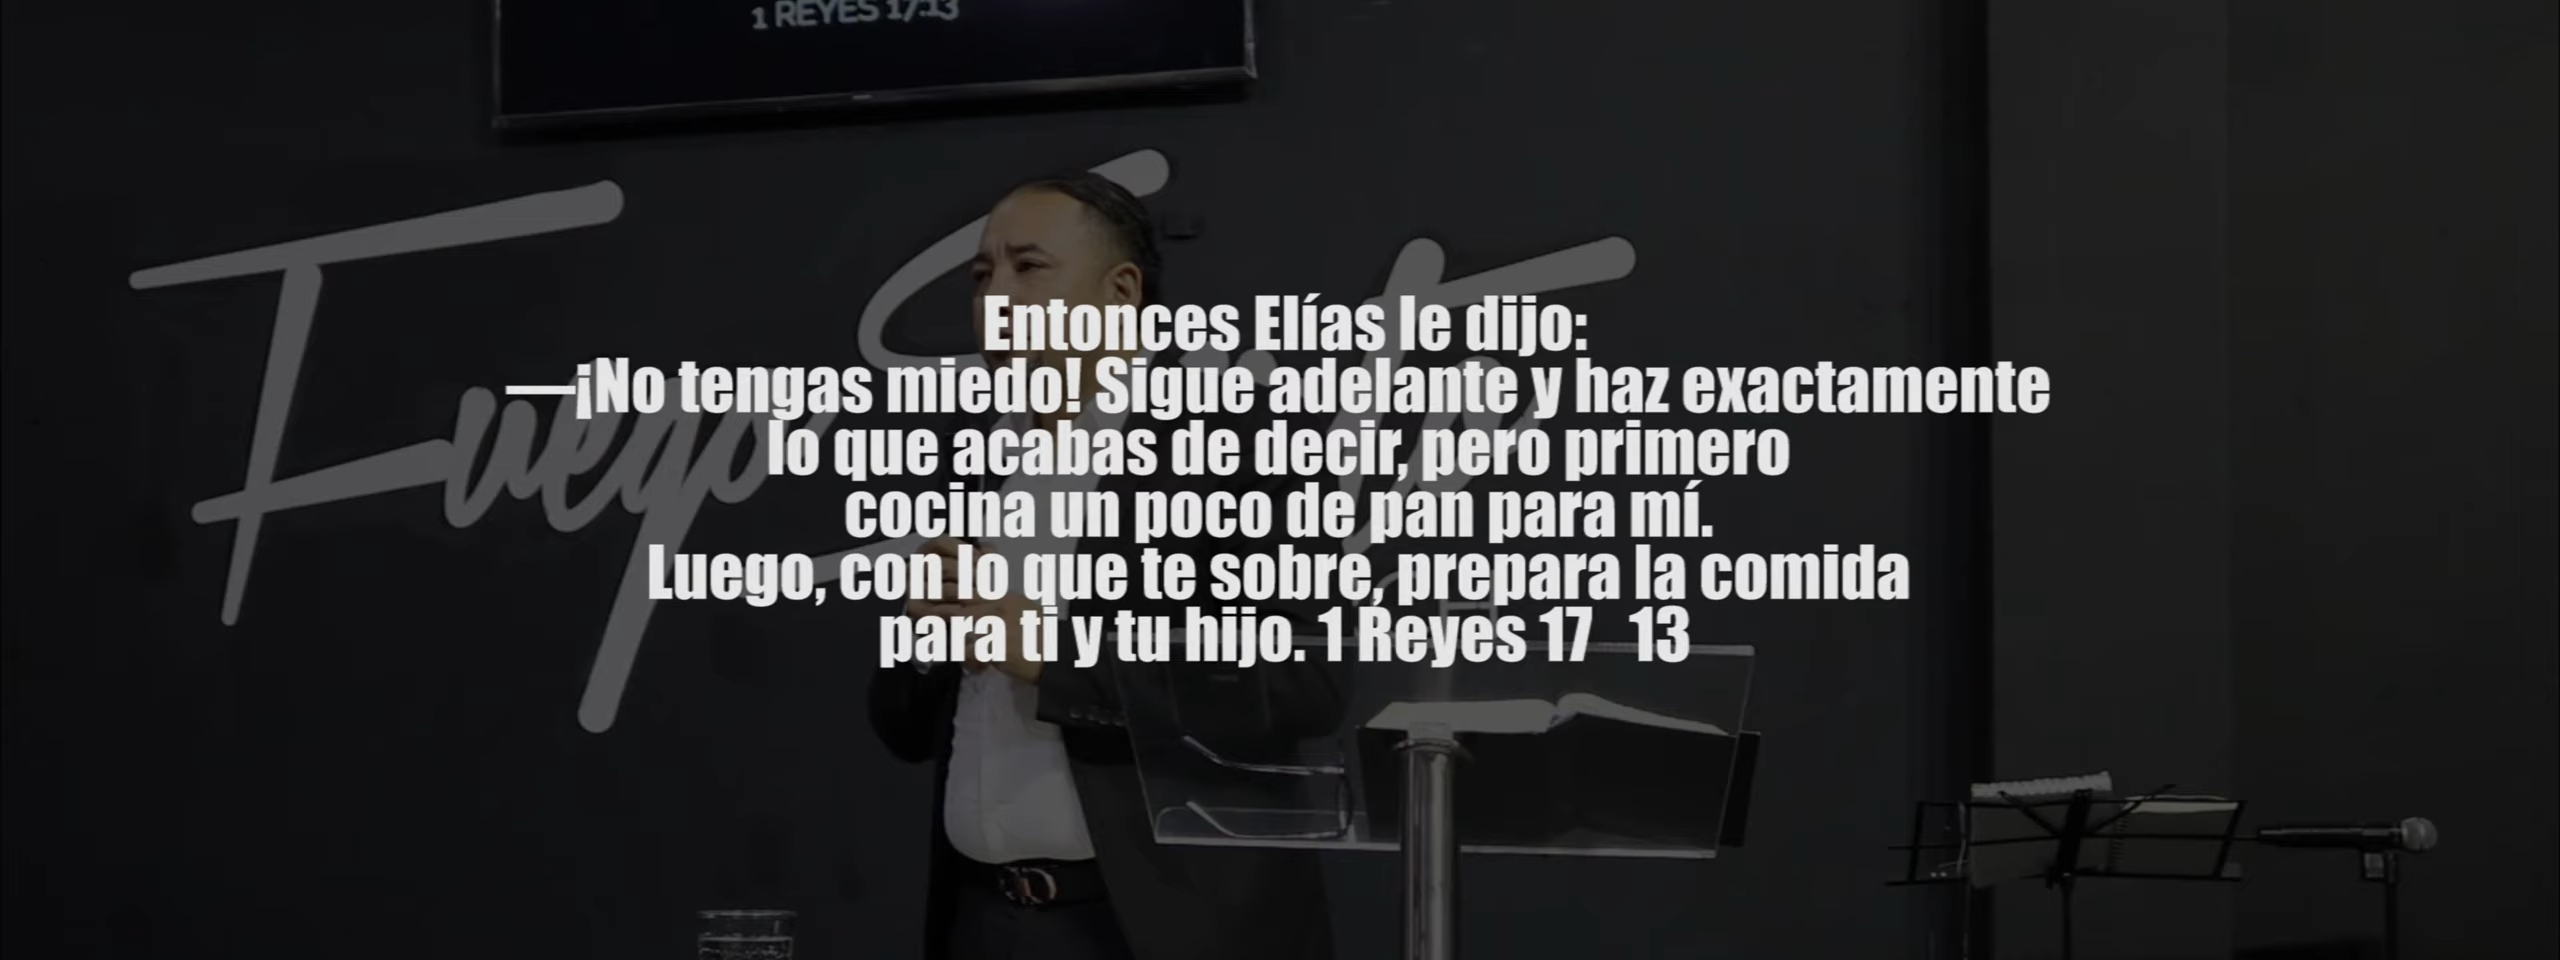 1 REYES 17:13
Fuego Santo
Entonces Elías le dijo:
—¡No tengas miedo! Sigue adelante y haz exactamente
lo que acabas de decir, pero primero
cocina un poco de pan para mí.
Luego, con lo que te sobre, prepara la comida
para ti y tu hijo. 1 Reyes 17 13